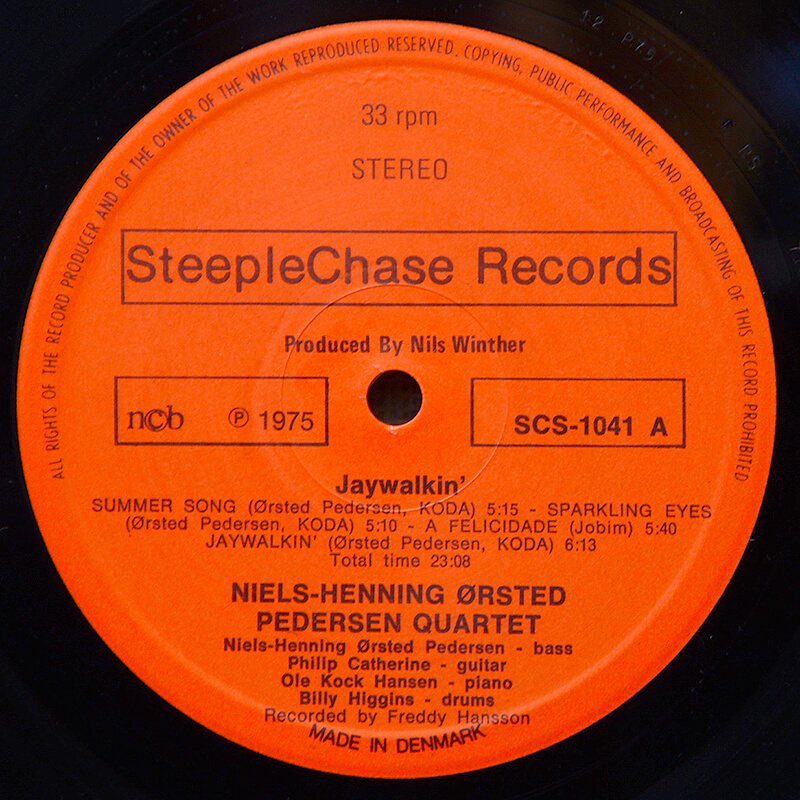 ALL RIGHTS OF THE RECORD PRODUCER AND OF THE OWNER OF THE WORK REPRODUCED RESERVED. COPYING, PUBLIC PERFORMANCE AND BROADCASTING OF THIS RECORD PROHIBITED
33 rpm
STEREO
SteepleChase Records
Produced By Nils Winther
ncb ℗ 1975
SCS-1041 A
Jaywalkin'
SUMMER SONG (Ørsted Pedersen, KODA) 5:15 - SPARKLING EYES
(Ørsted Pedersen, KODA) 5:10 - A FELICIDADE (Jobim) 5:40
JAYWALKIN' (Ørsted Pedersen, KODA) 6:13
Total time 23:08
NIELS-HENNING ØRSTED
PEDERSEN QUARTET
Niels-Henning Ørsted Pedersen - bass
Philip Catherine - guitar
Ole Kock Hansen - piano
Billy Higgins - drums
Recorded by Freddy Hansson
MADE IN DENMARK